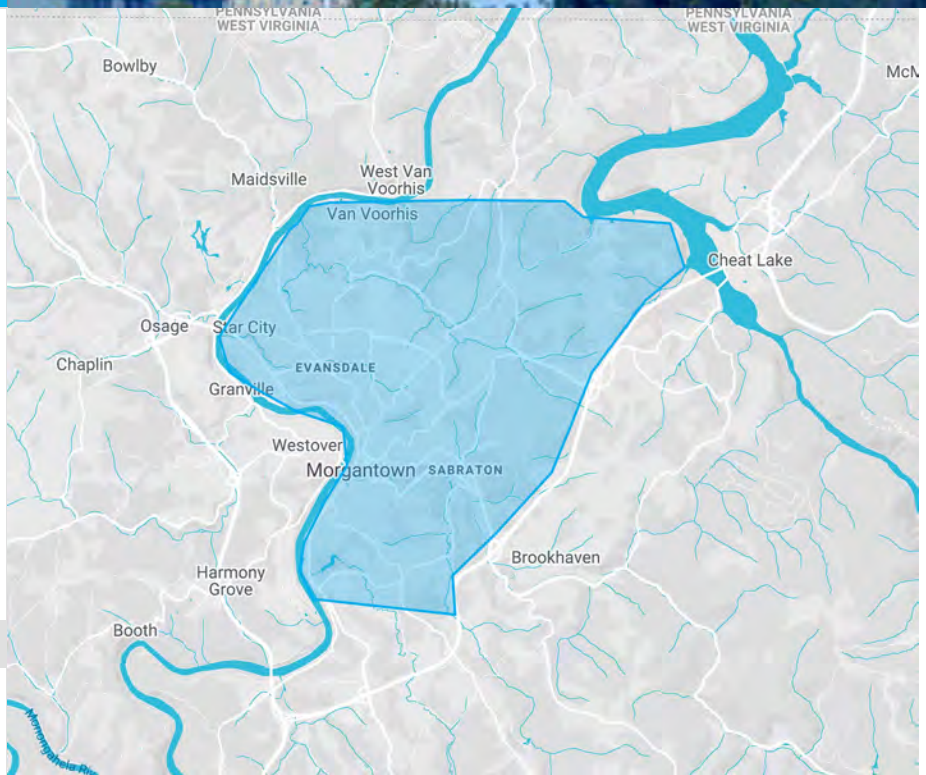 PENNSYLVANIA
WEST VIRGINIA
PENNSYLVANIA
WEST VIRGINIA
Bowlby
Maidsville
West Van
Voorhis
Van Voorhis
Cheat Lake
Osage
Star City
Chaplin
EVANSDALE
Granville
Westover
Morgantown
SABRATON
Brookhaven
Harmony
Grove
Booth
Monongahela